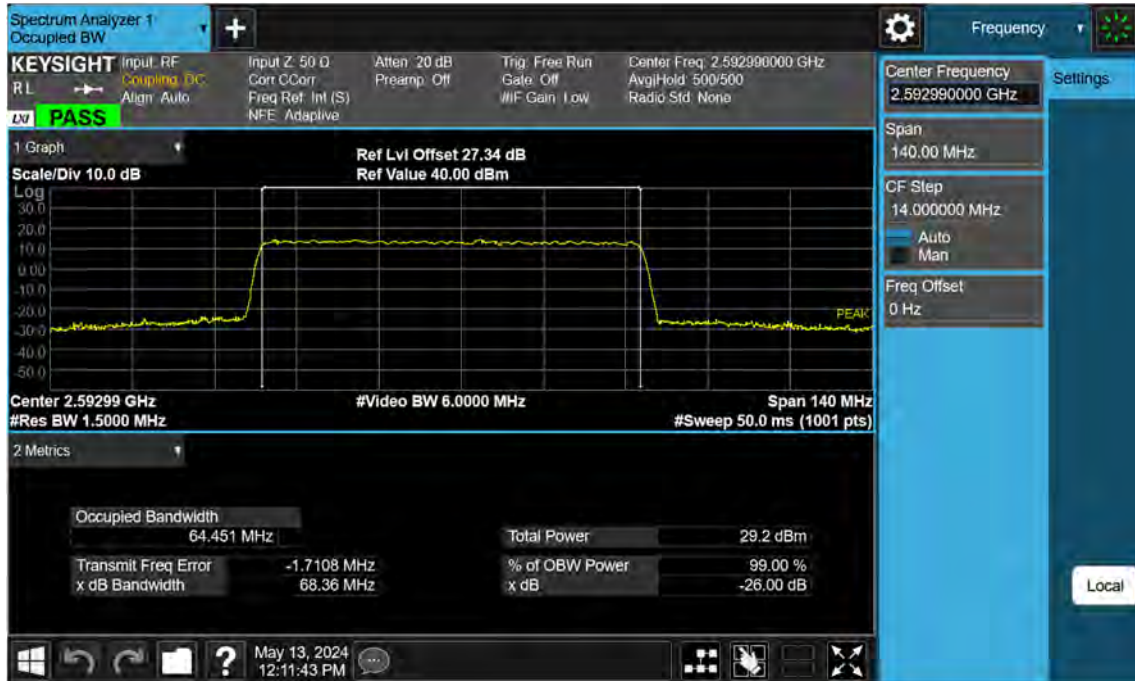 Spectrum Analyzer 1
Occupied BW
Frequency
KEYSIGHT
Input: RF
Coupling: DC
Align: Auto
Input Z: 50 Ω
Corr CCorr
Freq Ref: Int (S)
NFE: Adaptive
Atten: 20 dB
Preamp: Off
Trig: Free Run
Gate: Off
#IF Gain: Low
Center Freq: 2.592990000 GHz
Avg|Hold: 500/500
Radio Std: None
RL
LXI
PASS
Center Frequency
2.592990000 GHz
Settings
Span
140.00 MHz
CF Step
14.000000 MHz
Auto
Man
Freq Offset
0 Hz
1 Graph
Scale/Div 10.0 dB
Ref Lvl Offset 27.34 dB
Ref Value 40.00 dBm
Log
30.0
20.0
10.0
0.00
-10.0
-20.0
-30.0
-40.0
-50.0
PEAK
Center 2.59299 GHz
#Video BW 6.0000 MHz
Span 140 MHz
#Res BW 1.5000 MHz
#Sweep 50.0 ms (1001 pts)
2 Metrics
Occupied Bandwidth
64.451 MHz
Total Power 29.2 dBm
Transmit Freq Error -1.7108 MHz
% of OBW Power 99.00 %
x dB Bandwidth 68.36 MHz
x dB -26.00 dB
Local
?
May 13, 2024
12:11:43 PM